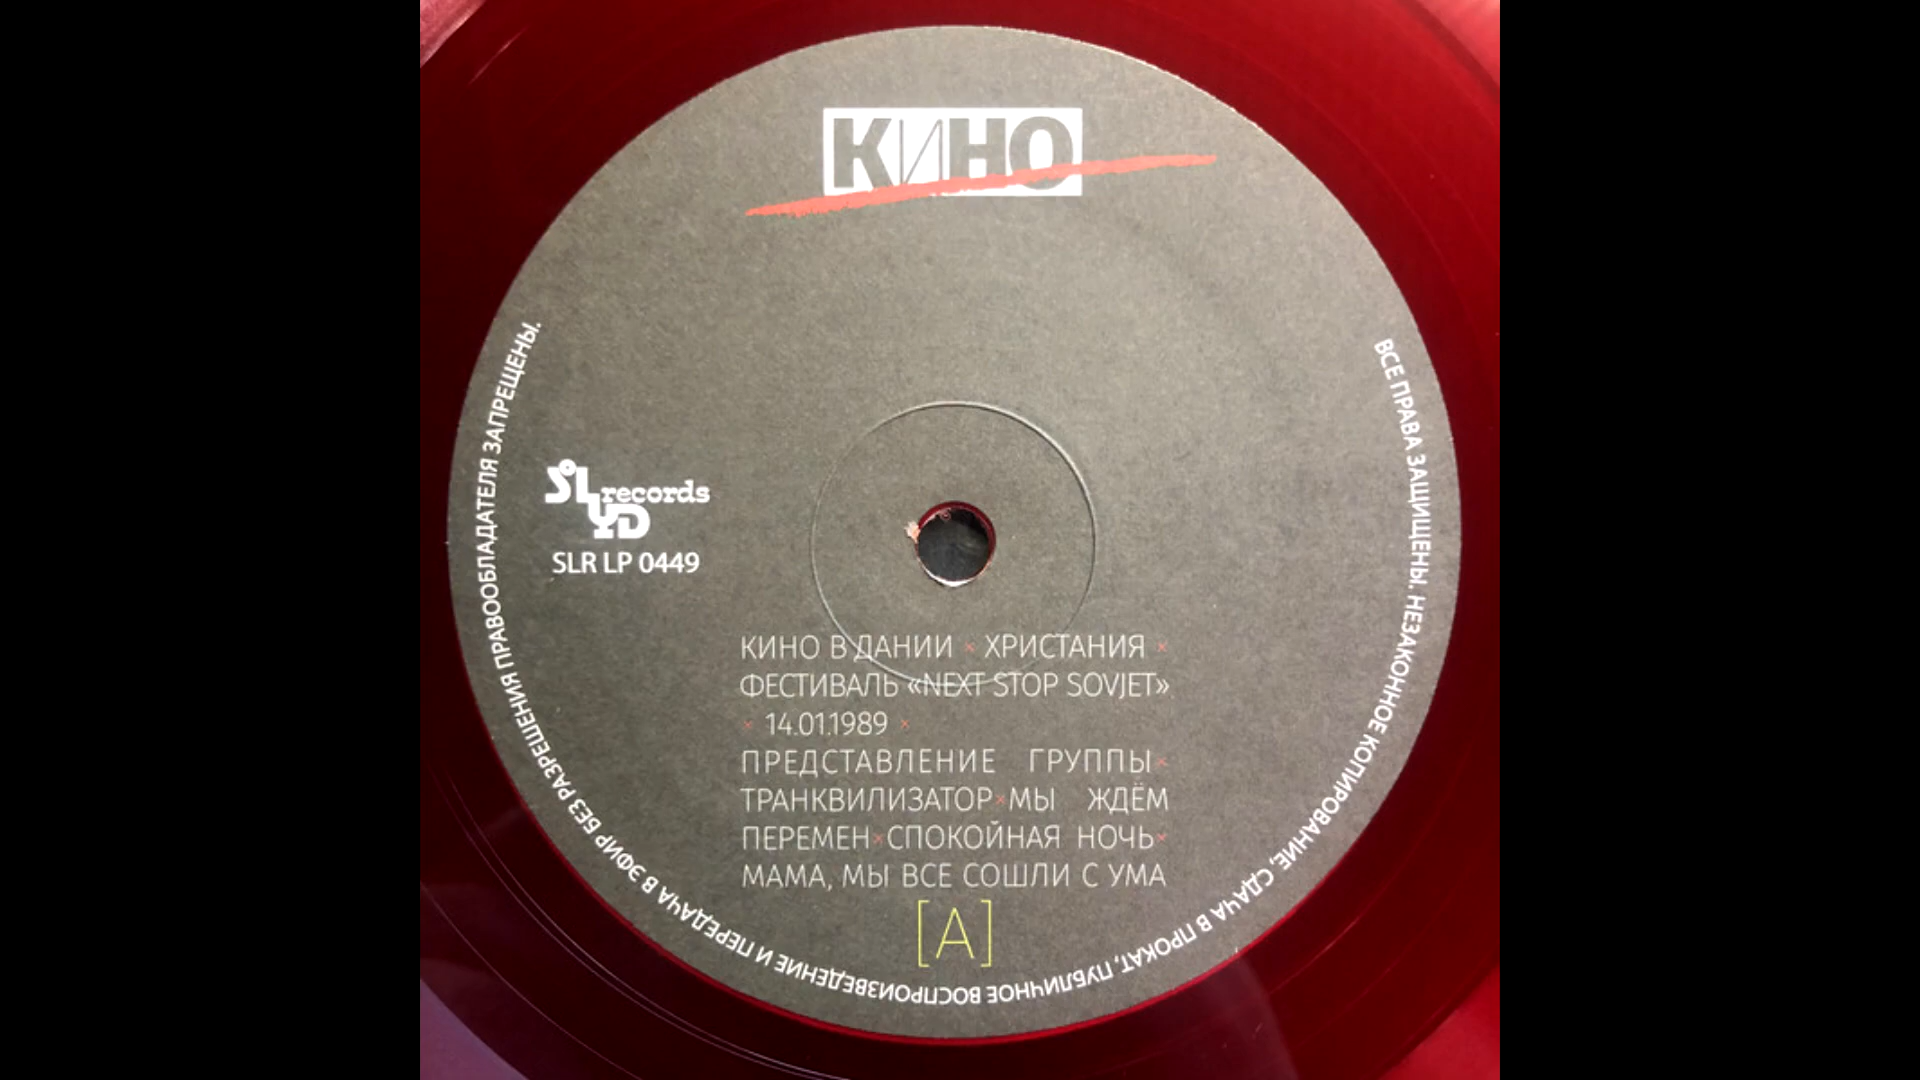 КИНО
SLYD records
SLR LP 0449
КИНО В ДАНИИ × ХРИСТАНИЯ ×
ФЕСТИВАЛЬ «NEXT STOP SOVJET»
× 14.01.1989 ×
ПРЕДСТАВЛЕНИЕ ГРУППЫ ×
ТРАНКВИЛИЗАТОР × МЫ ЖДЁМ
ПЕРЕМЕН × СПОКОЙНАЯ НОЧЬ ×
МАМА, МЫ ВСЕ СОШЛИ С УМА
[A]
ВСЕ ПРАВА ЗАЩИЩЕНЫ. НЕЗАКОННОЕ КОПИРОВАНИЕ, СДАЧА В ПРОКАТ, ПУБЛИЧНОЕ ВОСПРОИЗВЕДЕНИЕ И ПЕРЕДАЧА В ЭФИР БЕЗ РАЗРЕШЕНИЯ ПРАВООБЛАДАТЕЛЯ ЗАПРЕЩЕНЫ.